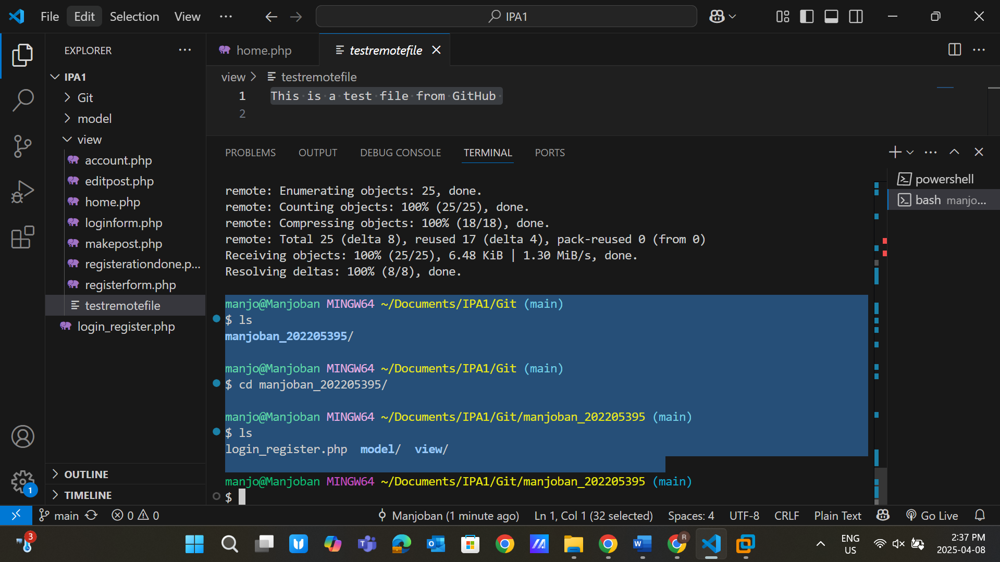 File Edit Selection View ... IPA1
EXPLORER ...
IPA1
Git
model
view
account.php
editpost.php
home.php
loginform.php
makepost.php
registerationdone.p...
registerform.php
testremotefile
login_register.php
OUTLINE
TIMELINE
1
home.php testremotefile
view > testremotefile
1 This is a test file from GitHub
2
PROBLEMS OUTPUT DEBUG CONSOLE TERMINAL PORTS
powershell
bash manjo...
remote: Enumerating objects: 25, done.
remote: Counting objects: 100% (25/25), done.
remote: Compressing objects: 100% (18/18), done.
remote: Total 25 (delta 8), reused 17 (delta 4), pack-reused 0 (from 0)
Receiving objects: 100% (25/25), 6.48 KiB | 1.30 MiB/s, done.
Resolving deltas: 100% (8/8), done.
manjo@Manjoban MINGW64 ~/Documents/IPA1/Git (main)
$ ls
manjoban_202205395/
manjo@Manjoban MINGW64 ~/Documents/IPA1/Git (main)
$ cd manjoban_202205395/
manjo@Manjoban MINGW64 ~/Documents/IPA1/Git/manjoban_202205395 (main)
$ ls
login_register.php model/ view/
manjo@Manjoban MINGW64 ~/Documents/IPA1/Git/manjoban_202205395 (main)
$
main 0 0 Manjoban (1 minute ago) Ln 1, Col 1 (32 selected) Spaces: 4 UTF-8 CRLF Plain Text Go Live
3 R ENG 2:37 PM
US 2025-04-08